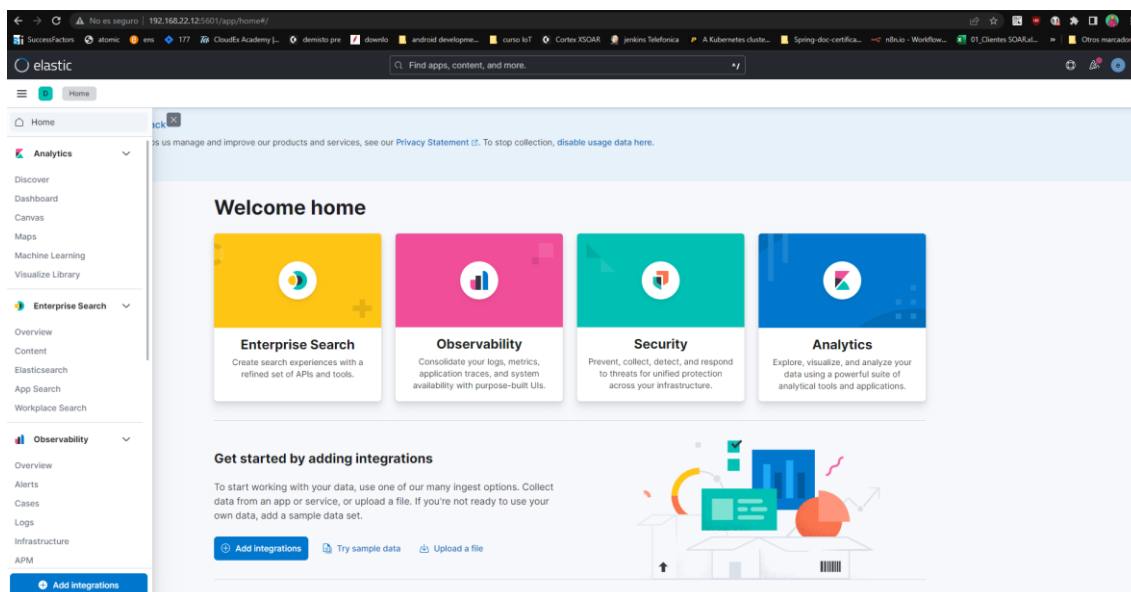 No es seguro | 192.168.22.12:5601/app/home#/
SuccessFactors atomic ens 177 CloudEx Academy |... demisto pre downlo android developme... curso IoT Cortex XSOAR jenkins Telefonica A Kubernetes cluste... Spring-doc-certifica... n8n.io - Workflow... 01_Clientes SOAR.xl... » Otros marcador
elastic
Find apps, content, and more.
^/
e
D Home
Home
Analytics
Discover
Dashboard
Canvas
Maps
Machine Learning
Visualize Library
Enterprise Search
Overview
Content
Elasticsearch
App Search
Workplace Search
Observability
Overview
Alerts
Cases
Logs
Infrastructure
APM
Add integrations
ack
us manage and improve our products and services, see our Privacy Statement. To stop collection, disable usage data here.
Welcome home
Enterprise Search
Create search experiences with a
refined set of APIs and tools.
Observability
Consolidate your logs, metrics,
application traces, and system
availability with purpose-built UIs.
Security
Prevent, collect, detect, and respond
to threats for unified protection
across your infrastructure.
Analytics
Explore, visualize, and analyze your
data using a powerful suite of
analytical tools and applications.
Get started by adding integrations
To start working with your data, use one of our many ingest options. Collect
data from an app or service, or upload a file. If you're not ready to use your
own data, add a sample data set.
Add integrations Try sample data Upload a file